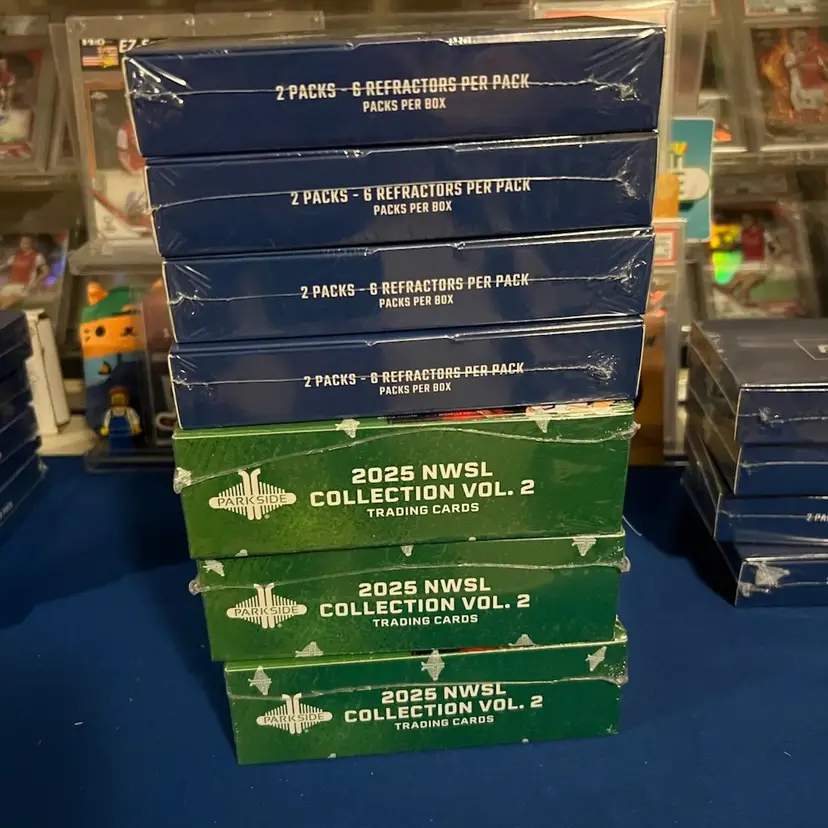 2 PACKS - 6 REFRACTORS PER PACK
PACKS PER BOX
2 PACKS - 6 REFRACTORS PER PACK
PACKS PER BOX
2 PACKS - 6 REFRACTORS PER PACK
PACKS PER BOX
2 PACKS - 6 REFRACTORS PER PACK
PACKS PER BOX
PARKSIDE
2025 NWSL
COLLECTION VOL. 2
TRADING CARDS
PARKSIDE
2025 NWSL
COLLECTION VOL. 2
TRADING CARDS
PARKSIDE
2025 NWSL
COLLECTION VOL. 2
TRADING CARDS
2 PA